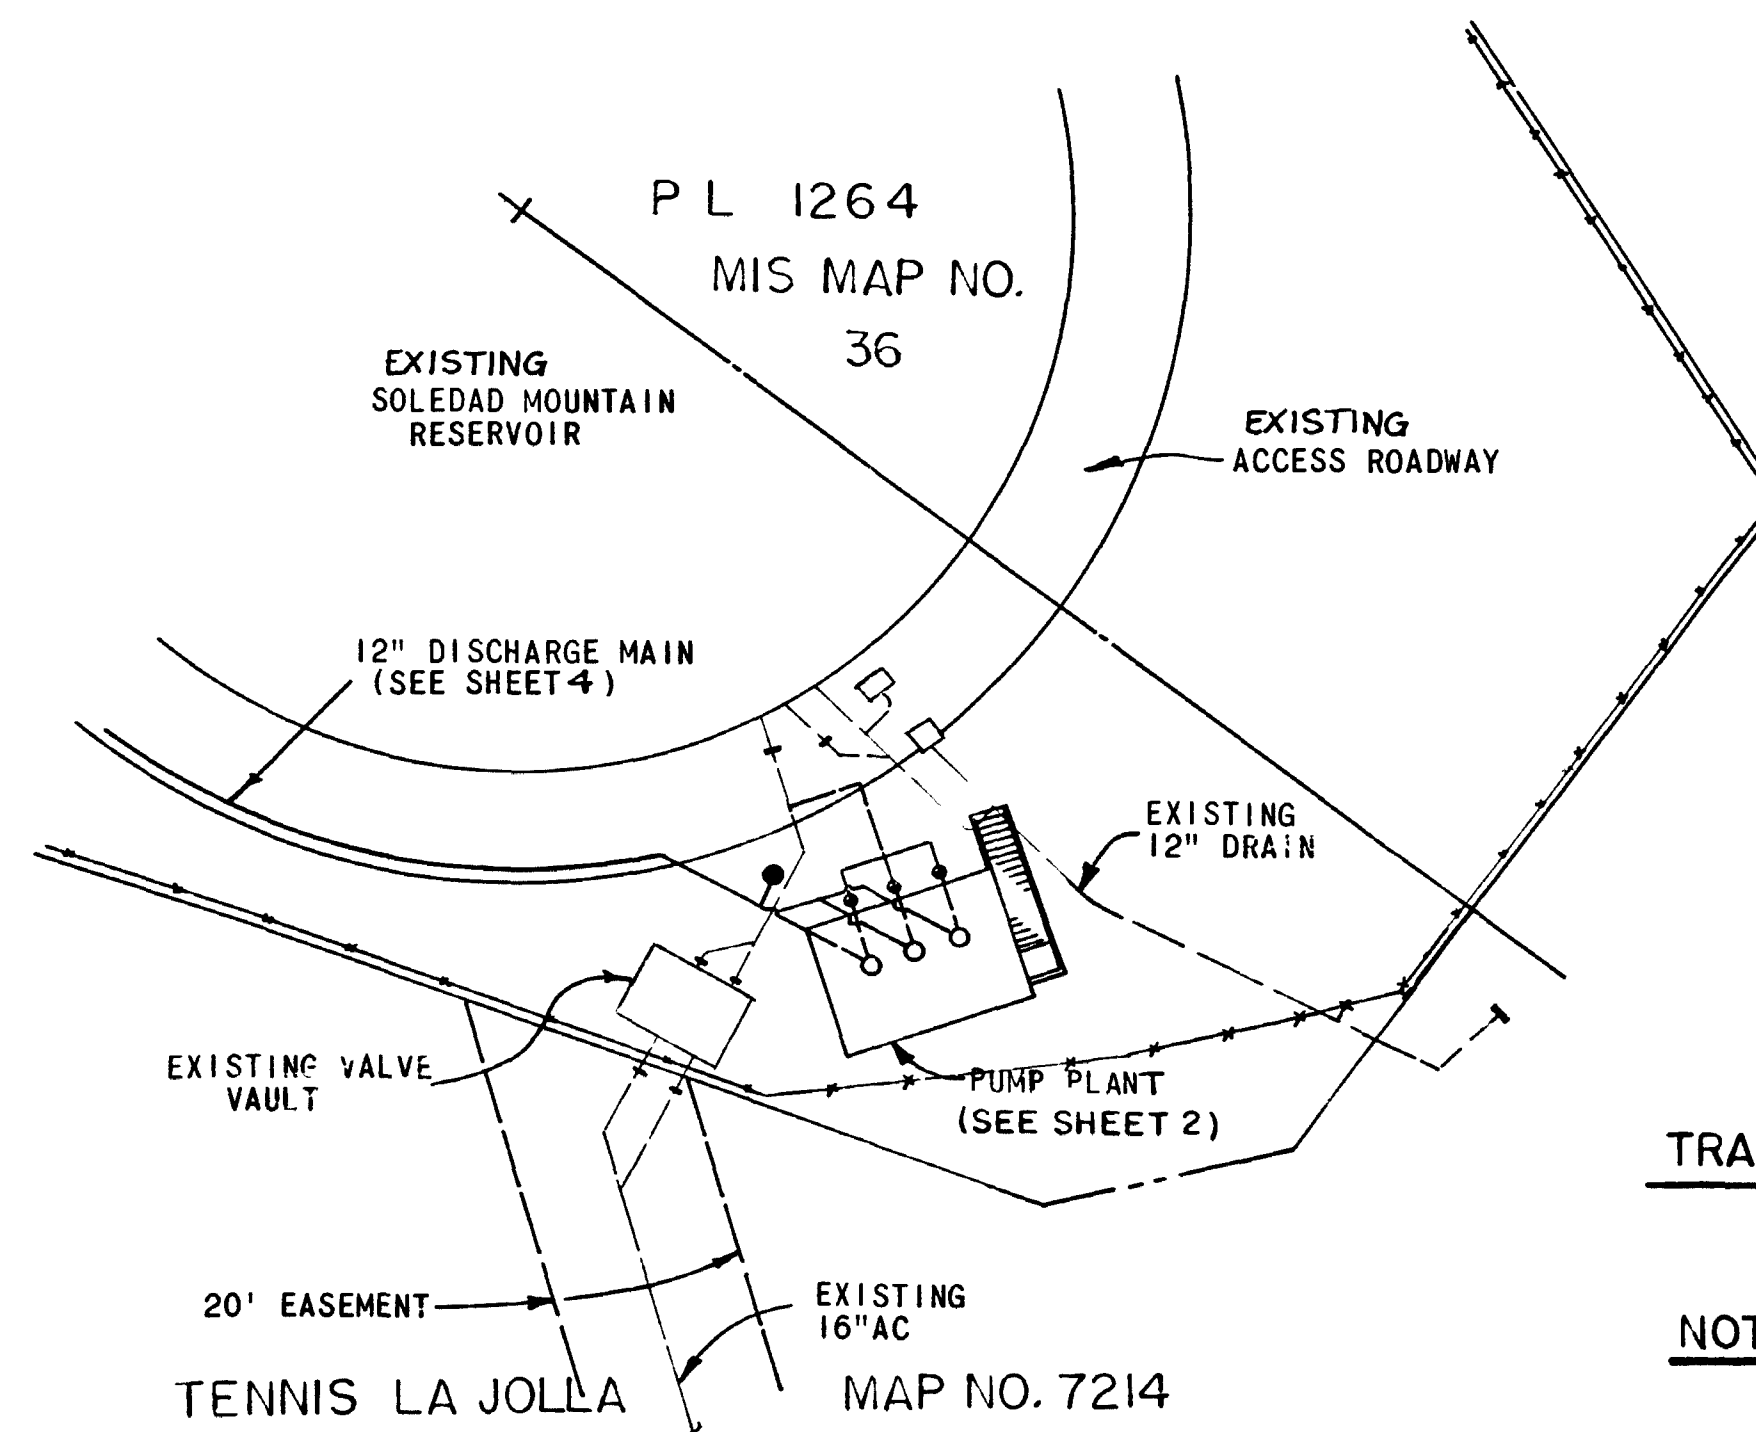 P L 1264
MIS MAP NO.
36
EXISTING
SOLEDAD MOUNTAIN
RESERVOIR
EXISTING
ACCESS ROADWAY
12" DISCHARGE MAIN
(SEE SHEET 4)
EXISTING
12" DRAIN
EXISTING VALVE
VAULT
PUMP PLANT
(SEE SHEET 2)
TRA
20' EASEMENT
EXISTING
16"AC
NOT
TENNIS LA JOLLA MAP NO. 7214